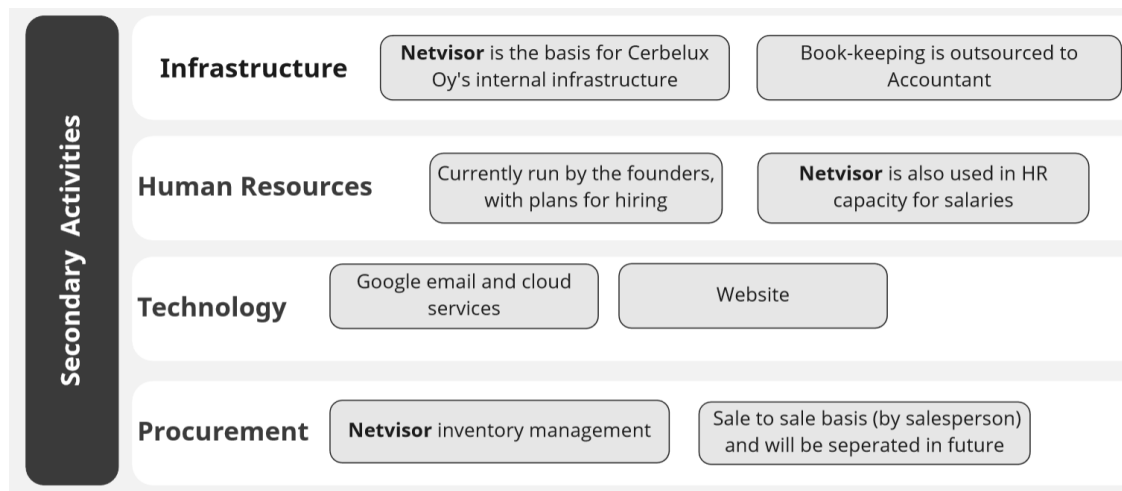 Secondary Activities
Infrastructure
Netvisor is the basis for Cerbelux
Oy's internal infrastructure
Book-keeping is outsourced to
Accountant
Human Resources
Currently run by the founders,
with plans for hiring
Netvisor is also used in HR
capacity for salaries
Technology
Google email and cloud
services
Website
Procurement
Netvisor inventory management
Sale to sale basis (by salesperson)
and will be seperated in future